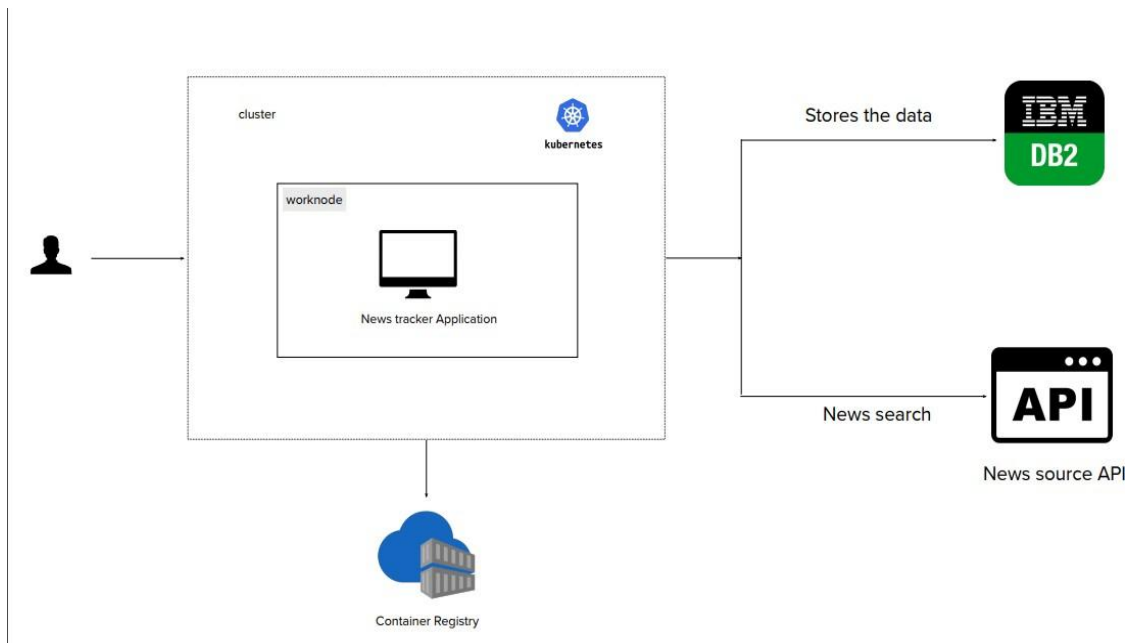 cluster
kubernetes
worknode
News tracker Application
Stores the data
IBM
DB2
News search
API
News source API
Container Registry